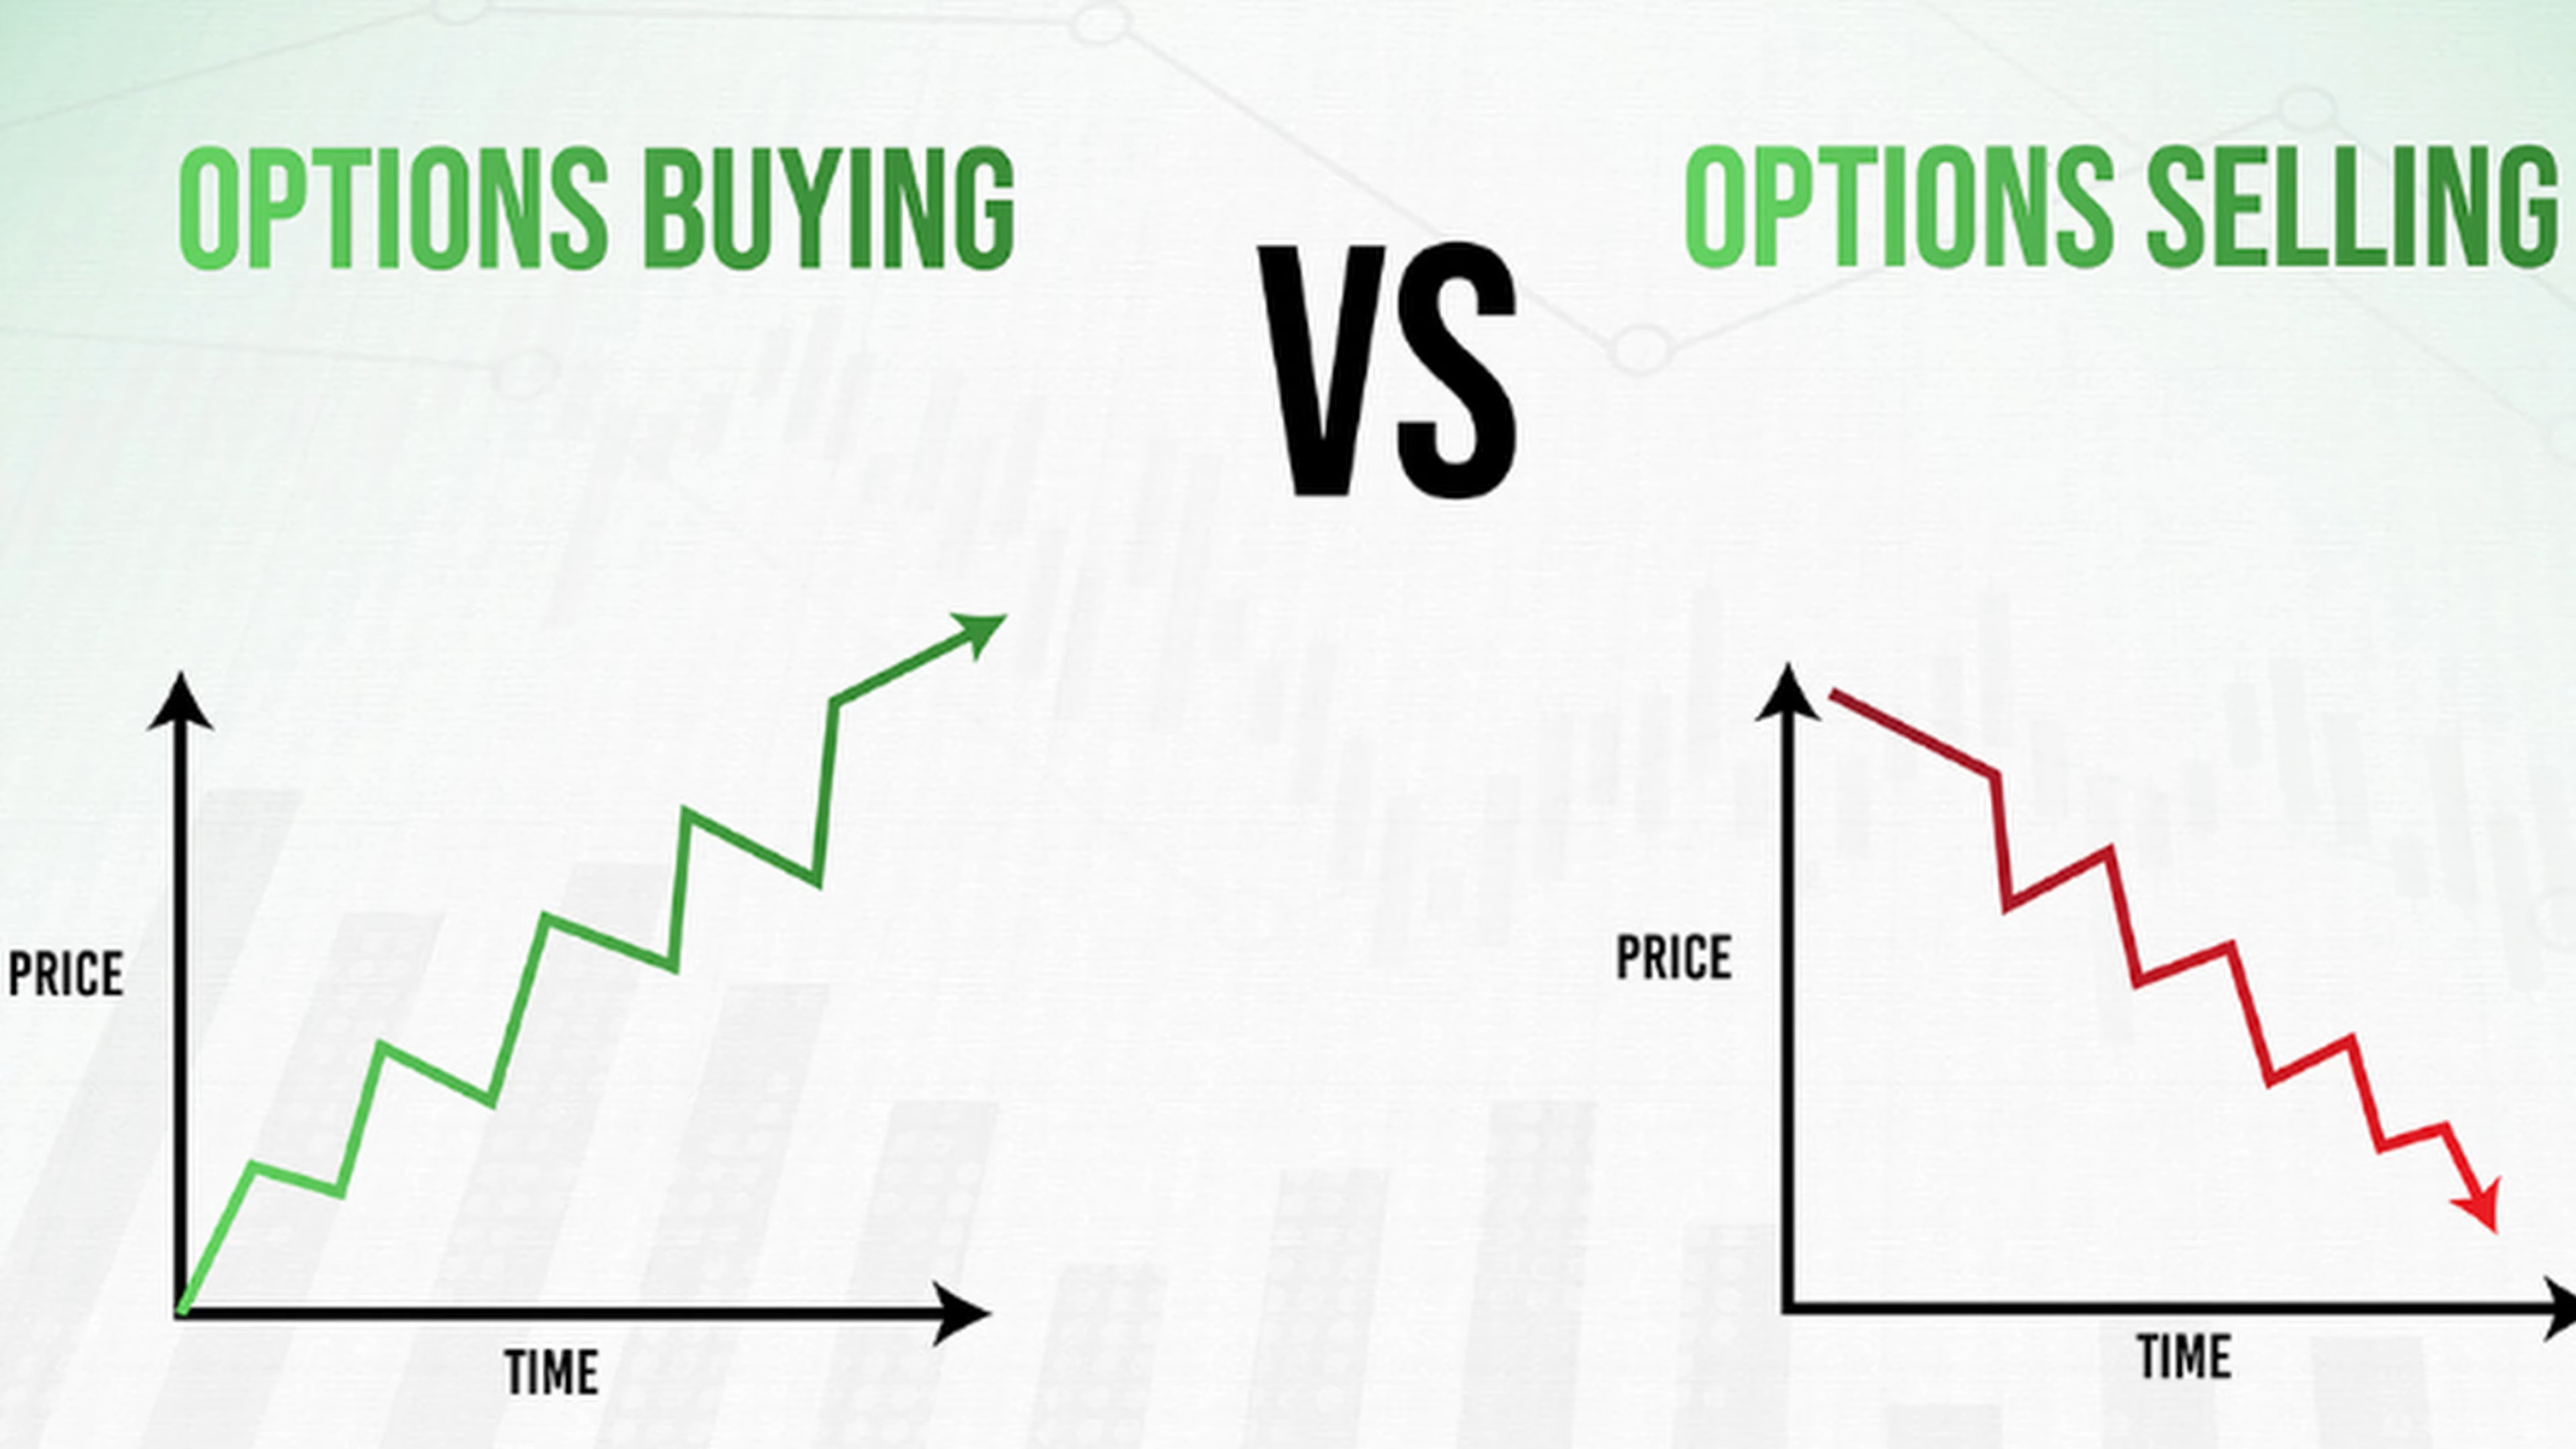 OPTIONS BUYING
VS
OPTIONS SELLING
PRICE
TIME
PRICE
TIME